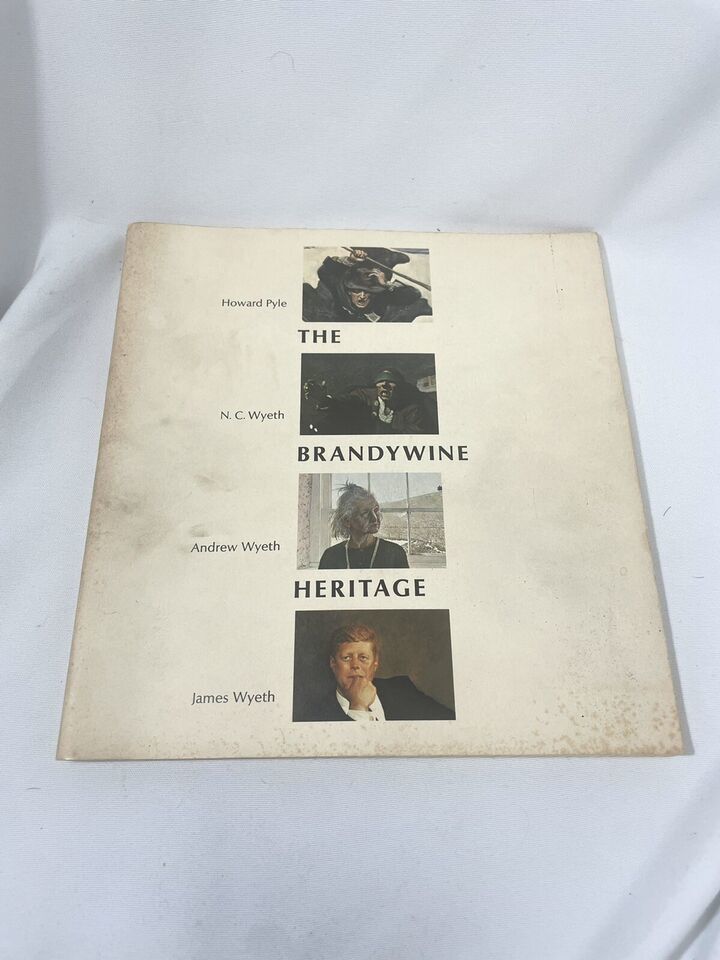 Howard Pyle
THE
N. C. Wyeth
BRANDYWINE
Andrew Wyeth
HERITAGE
James Wyeth